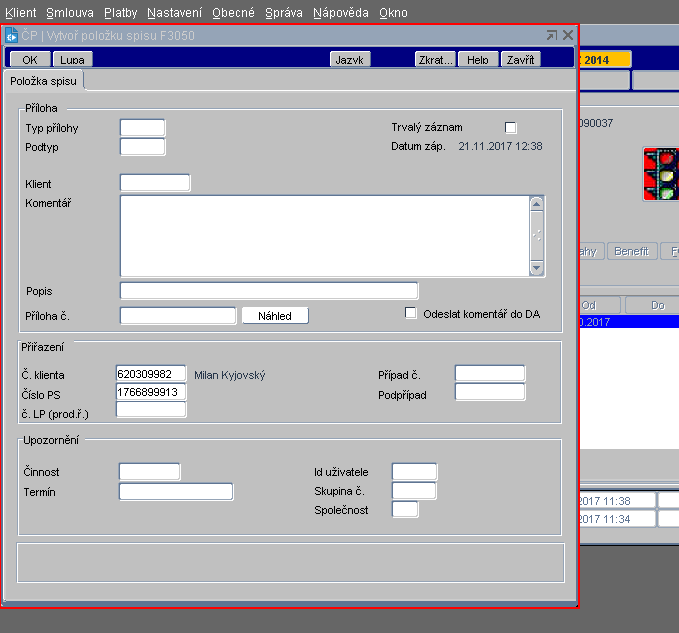 Klient Smlouva Platby Nastavení Obecné Správa Nápověda Okno
ČP | Vytvoř položku spisu F3050
OK Lupa Jazvk Zkrat... Help Zavřít
2014
Položka spisu
Příloha
Typ přílohy Trvalý záznam
090037
Podtyp Datum záp. 21.11.2017 12:38
Klient
Komentář
Benefit
Popis
Od Do
Příloha č. Náhled Odeslat komentář do DA
.2017
Přiřazení
Č. klienta 620309982 Milan Kyjovský Případ č.
Číslo PS 1766899913 Podpřípad
č. LP (prod.ř.)
Upozornění
Činnost Id uživatele
Termín Skupina č.
2017 11:38
Společnost
2017 11:34